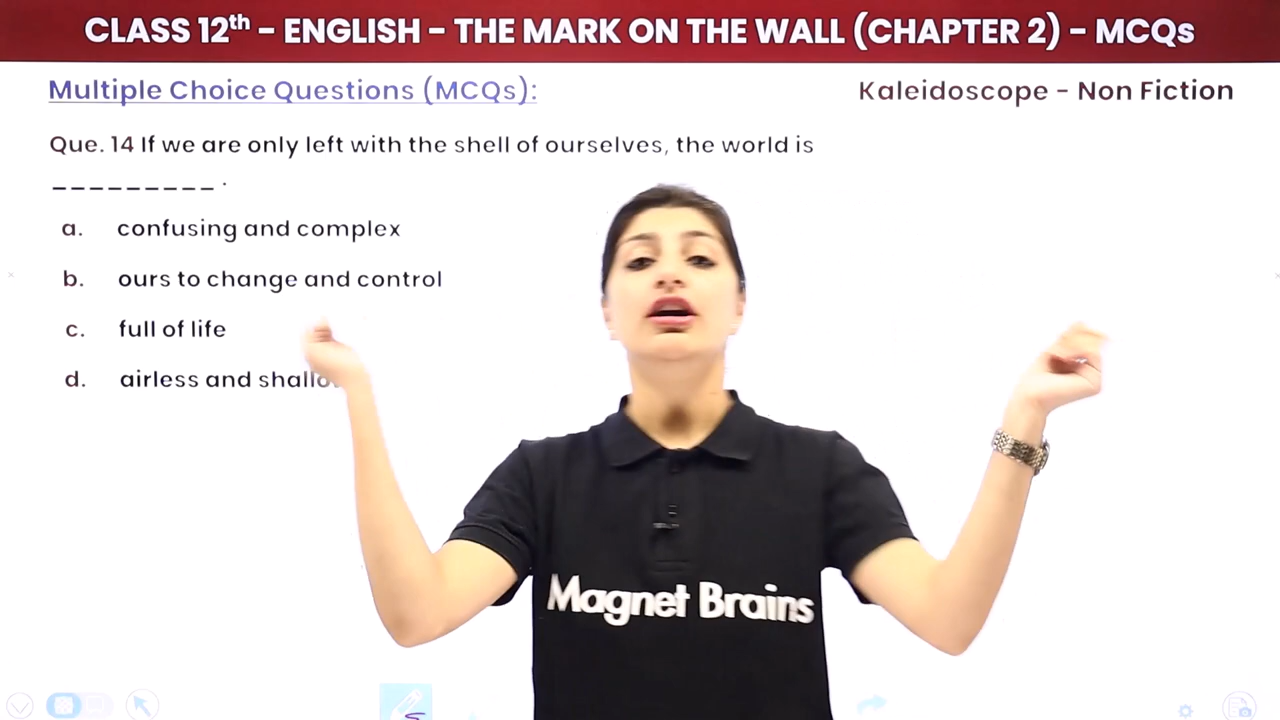 CLASS 12th - ENGLISH - THE MARK ON THE WALL (CHAPTER 2) - MCQs
Multiple Choice Questions (MCQs):
Kaleidoscope - Non Fiction
Que. 14 If we are only left with the shell of ourselves, the world is
_________ .
a. confusing and complex
b. ours to change and control
c. full of life
d. airless and
Magnet Brains